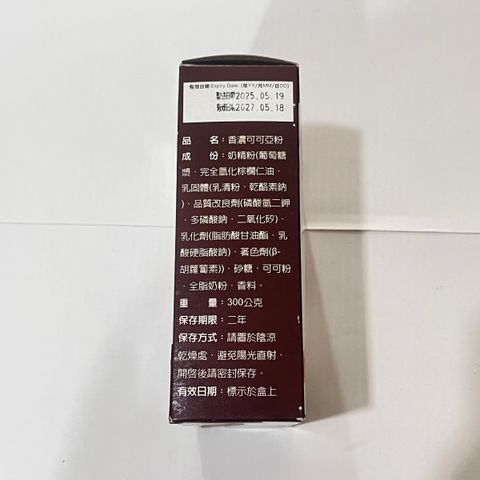 有效日期 Expiry Date: (年YY/月MM/日DD)
製造日期2025.05.19
有效日期2027.05.18
品　　名：香濃可可亞粉
成　　份：奶精粉(葡萄糖
漿、完全氫化棕櫚仁油、
乳固體(乳清粉、乾酪素鈉
)、品質改良劑(磷酸氫二鉀
、多磷酸鈉、二氧化矽)、
乳化劑(脂肪酸甘油酯、乳
酸硬脂酸鈉)、著色劑(β-
胡蘿蔔素))、砂糖、可可粉
、全脂奶粉、香料。
重　　量：300公克
保存期限：二年
保存方式：請置於陰涼
乾燥處，避免陽光直射，
開啓後請密封保存。
有效日期：標示於盒上